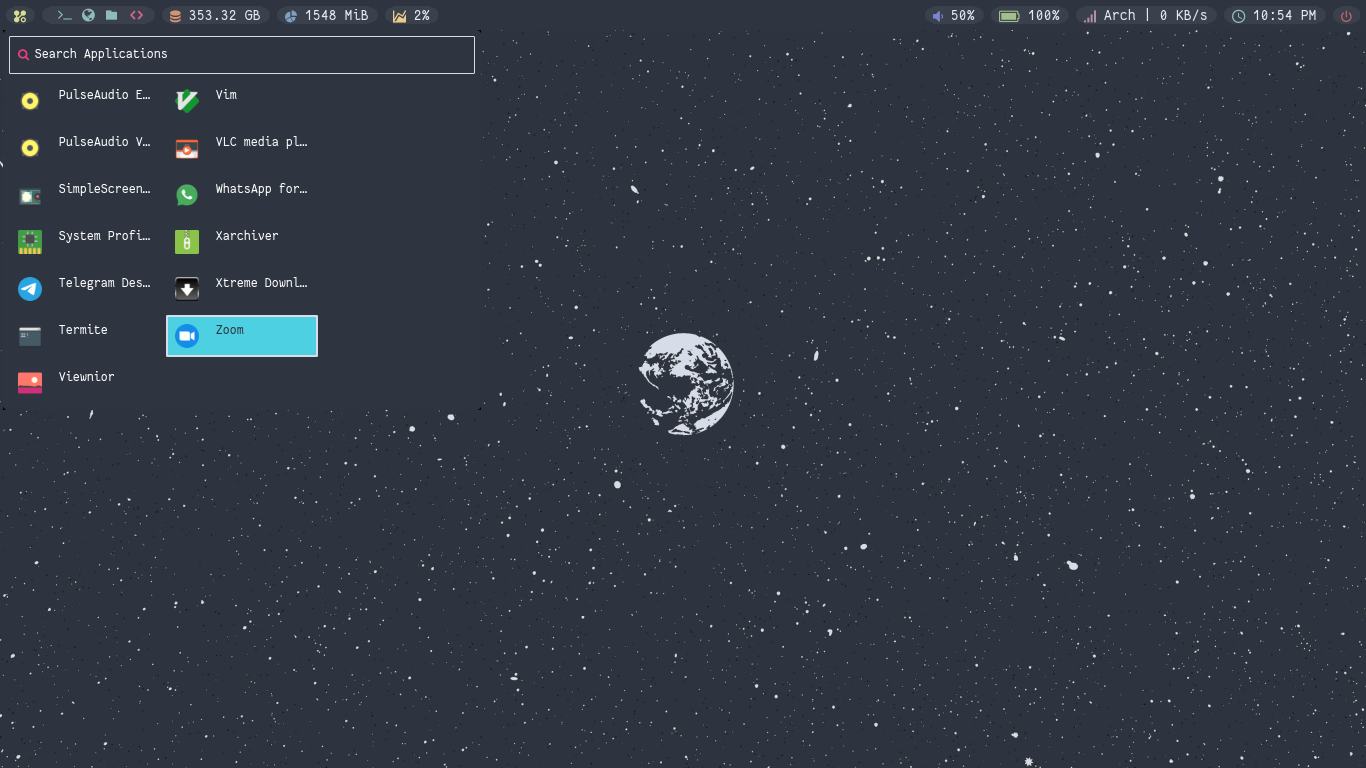 353.32 GB 1548 MiB 2% 50% 100% Arch | 0 KB/s 10:54 PM
Search Applications
PulseAudio E… Vim
PulseAudio V… VLC media pl…
SimpleScreen… WhatsApp for…
System Profi… Xarchiver
Telegram Des… Xtreme Downl…
Termite Zoom
Viewnior